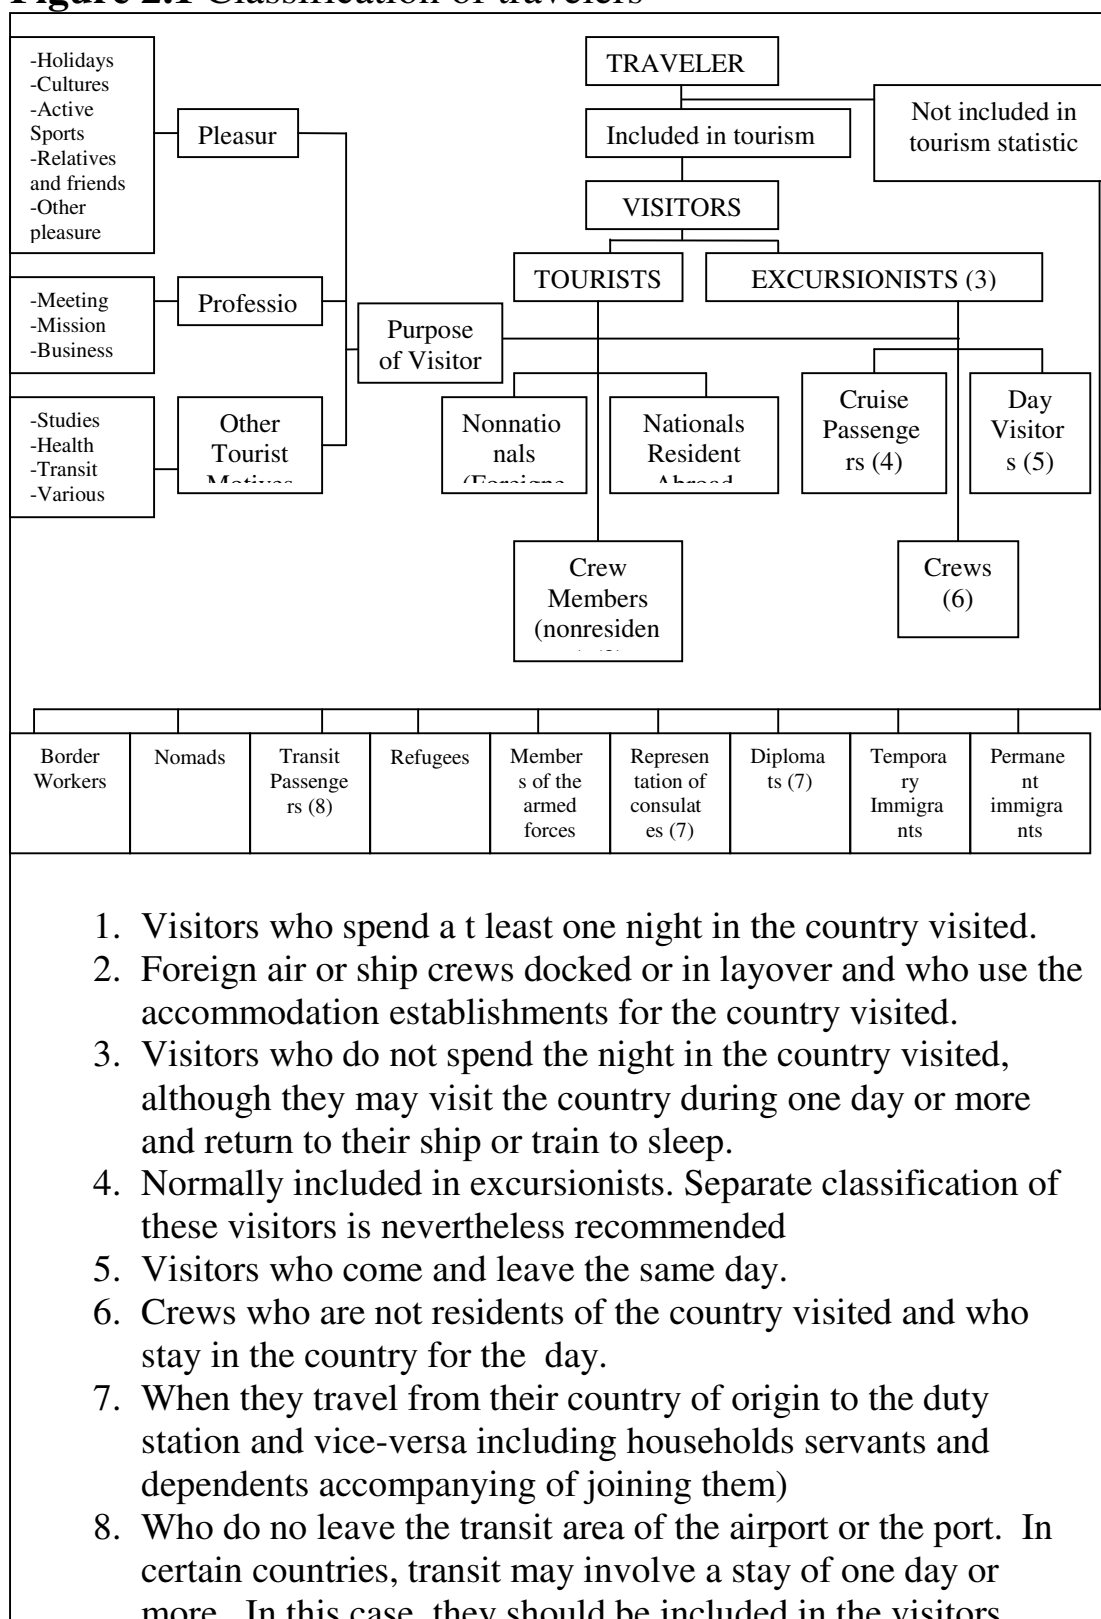 Figure 2.1 Classification of travelers
TRAVELER
Not included in
tourism statistic
Included in tourism
VISITORS
TOURISTS
EXCURSIONISTS (3)
-Holidays
-Cultures
-Active
Sports
-Relatives
and friends
-Other
pleasure
Pleasur
-Meeting
-Mission
-Business
Professio
Purpose
of Visitor
-Studies
-Health
-Transit
-Various
Other
Tourist
Motives
Nonnatio
nals
(Foreigne
Nationals
Resident
Abroad
Cruise
Passenge
rs (4)
Day
Visitor
s (5)
Crew
Members
(nonresiden
Crews
(6)
Border
Workers
Nomads
Transit
Passenge
rs (8)
Refugees
Member
s of the
armed
forces
Represen
tation of
consulat
es (7)
Diploma
ts (7)
Tempora
ry
Immigra
nts
Permane
nt
immigra
nts
1. Visitors who spend a t least one night in the country visited.
2. Foreign air or ship crews docked or in layover and who use the
accommodation establishments for the country visited.
3. Visitors who do not spend the night in the country visited,
although they may visit the country during one day or more
and return to their ship or train to sleep.
4. Normally included in excursionists. Separate classification of
these visitors is nevertheless recommended
5. Visitors who come and leave the same day.
6. Crews who are not residents of the country visited and who
stay in the country for the day.
7. When they travel from their country of origin to the duty
station and vice-versa including households servants and
dependents accompanying of joining them)
8. Who do no leave the transit area of the airport or the port. In
certain countries, transit may involve a stay of one day or
more. In this case, they should be included in the visitors